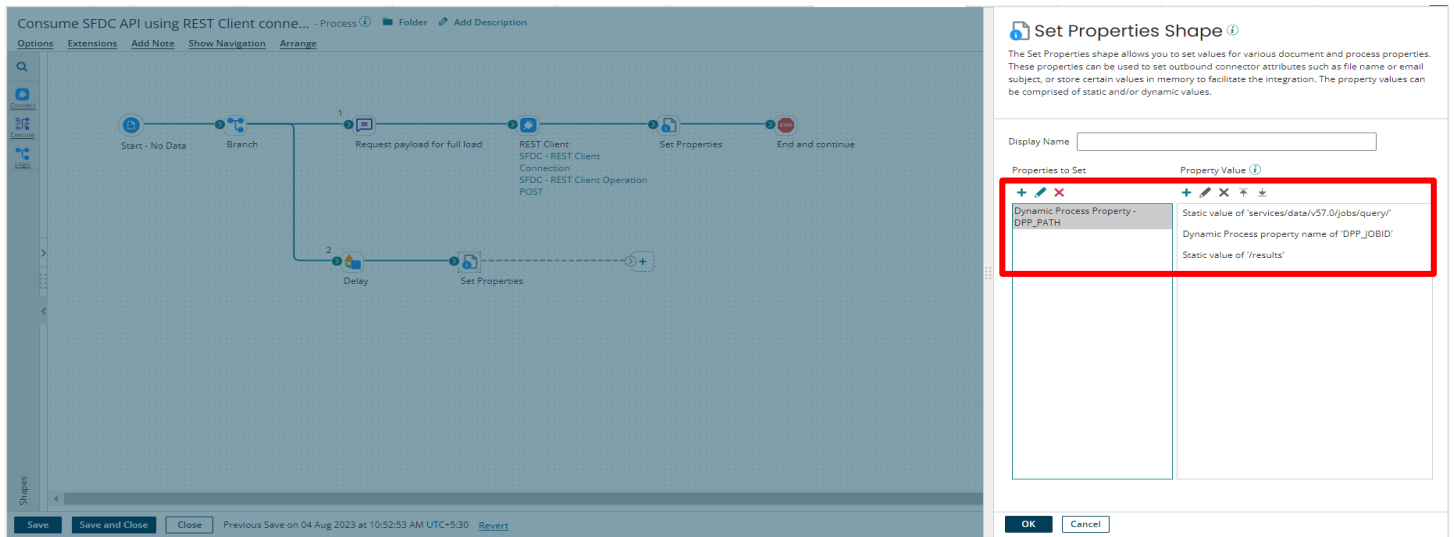 Consume SFDC API using REST Client conne... - Process Folder Add Description
Options Extensions Add Note Show Navigation Arrange
Connect
Execute
Logic
1
Start - No Data
Branch
Request payload for full load
REST Client
SFDC - REST Client
Connection
SFDC - REST Client Operation
POST
Set Properties
STOP
End and continue
2
Delay
Set Properties
Shapes
Save Save and Close Close Previous Save on 04 Aug 2023 at 10:52:53 AM UTC+5:30 Revert
Set Properties Shape
The Set Properties shape allows you to set values for various document and process properties.
These properties can be used to set outbound connector attributes such as file name or email
subject, or store certain values in memory to facilitate the integration. The property values can
be comprised of static and/or dynamic values.
Display Name
Properties to Set Property Value
Dynamic Process Property -
DPP_PATH
Static value of 'services/data/v57.0/jobs/query/'
Dynamic Process property name of 'DPP_JOBID'
Static value of '/results'
OK Cancel